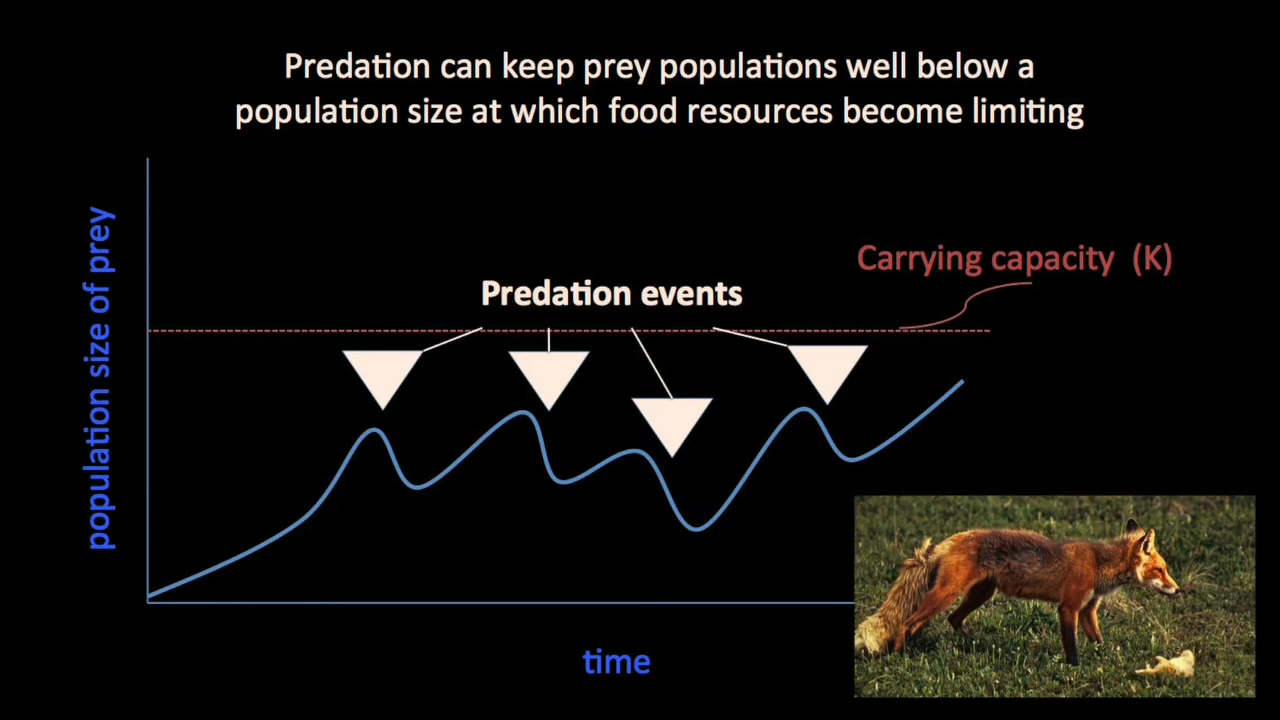 Predation can keep prey populations well below a
population size at which food resources become limiting
population size of prey
Carrying capacity (K)
Predation events
time